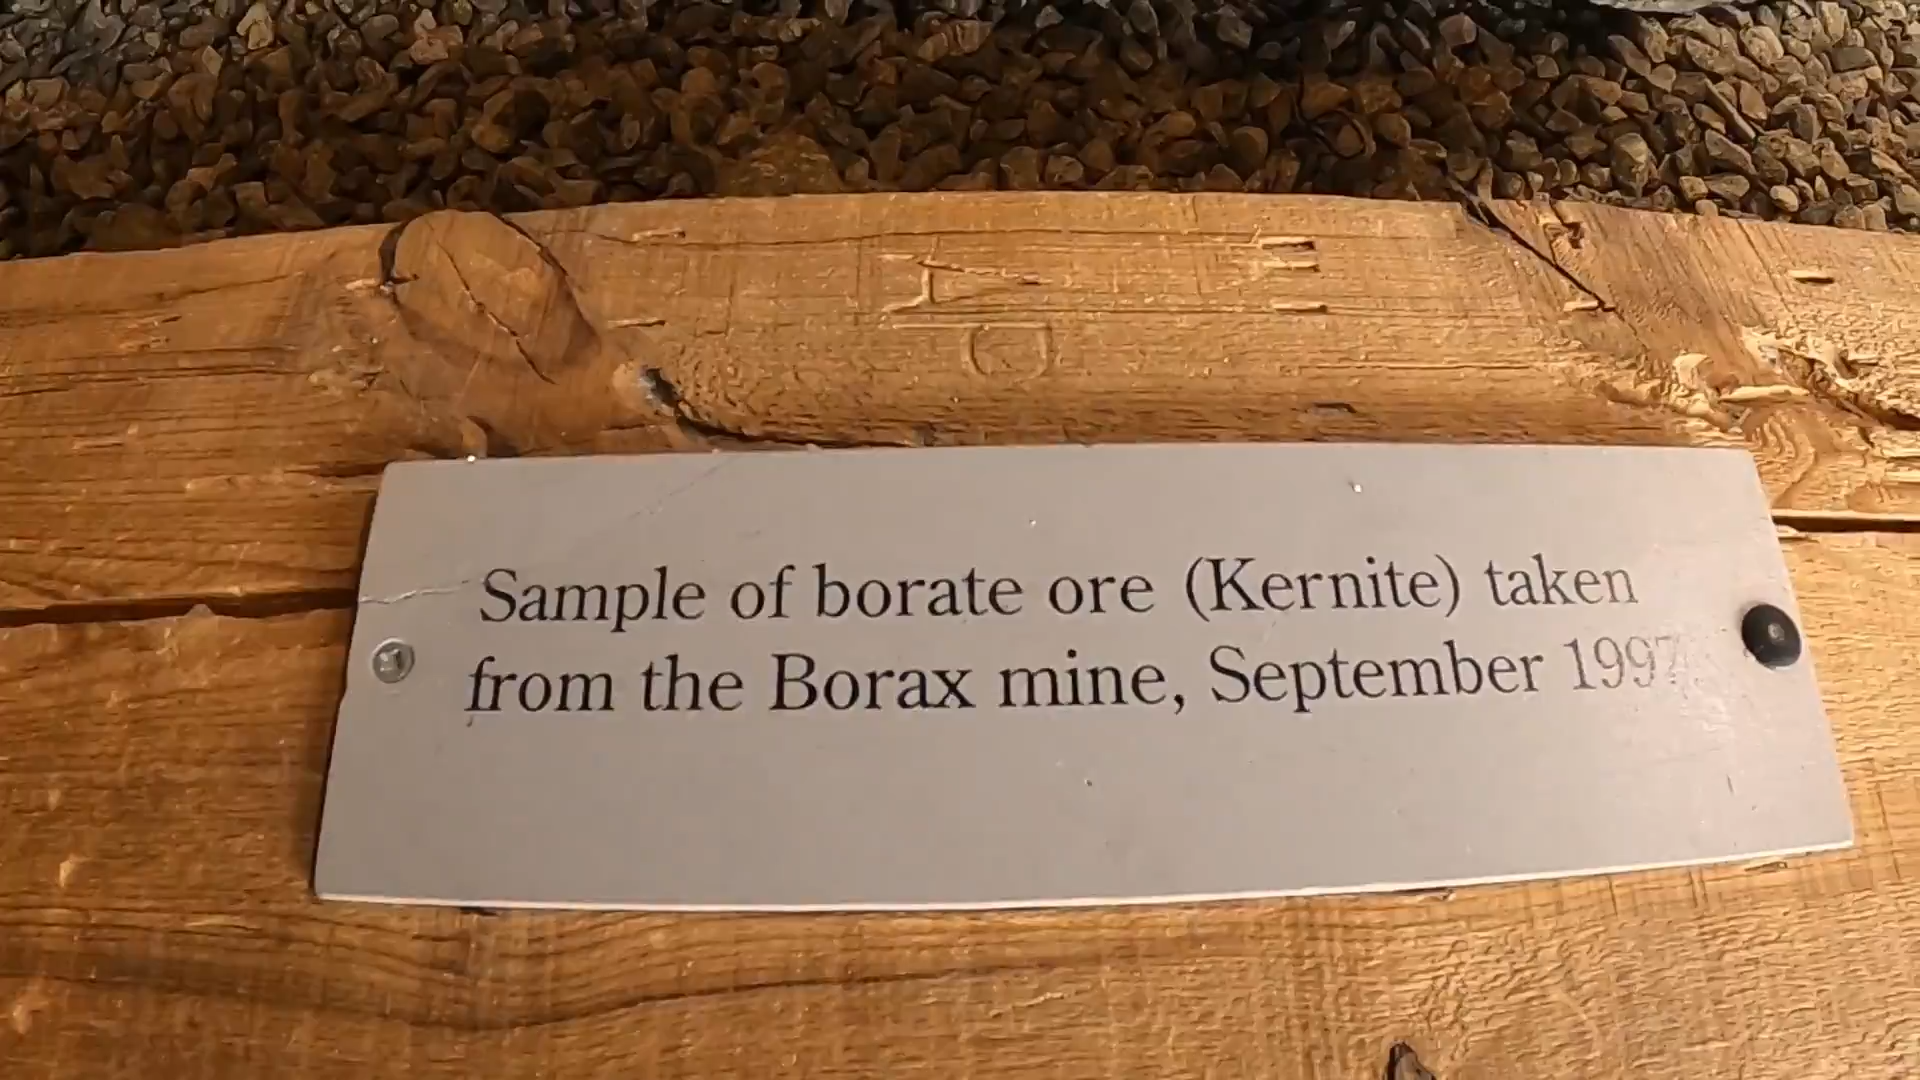 Sample of borate ore (Kernite) taken
from the Borax mine, September 1997